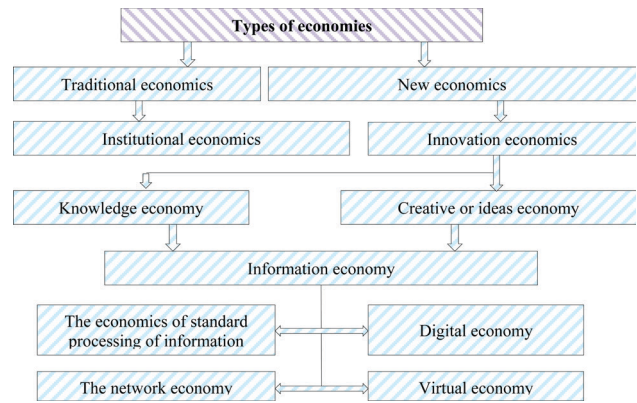 Types of economies
Traditional economics
New economics
Institutional economics
Innovation economics
Knowledge economy
Creative or ideas economy
Information economy
The economics of standard
processing of information
Digital economy
The network economy
Virtual economy